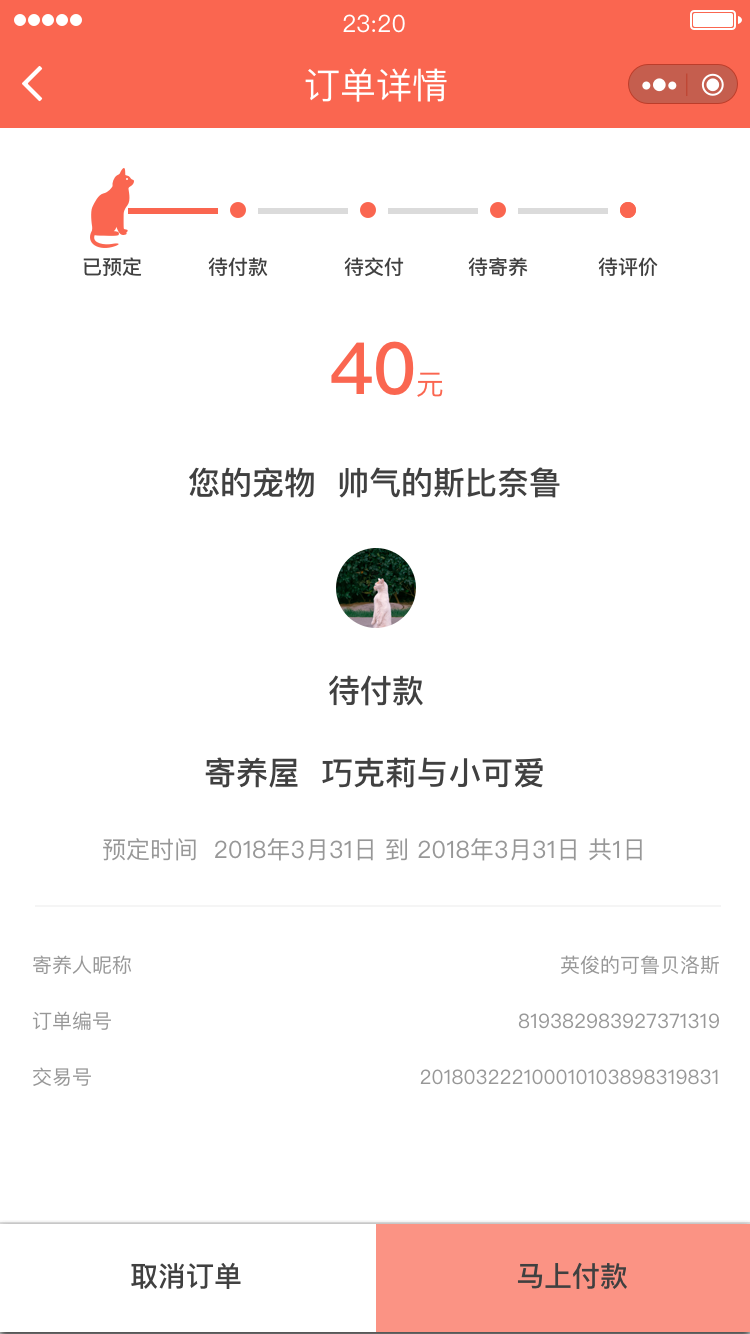 23:20
订单详情
已预定 待付款 待交付 待寄养 待评价
40元
您的宠物 帅气的斯比奈鲁
待付款
寄养屋 巧克莉与小可爱
预定时间 2018年3月31日 到 2018年3月31日 共1日
寄养人昵称 英俊的可鲁贝洛斯
订单编号 819382983927371319
交易号 201803222100010103898319831
取消订单 马上付款